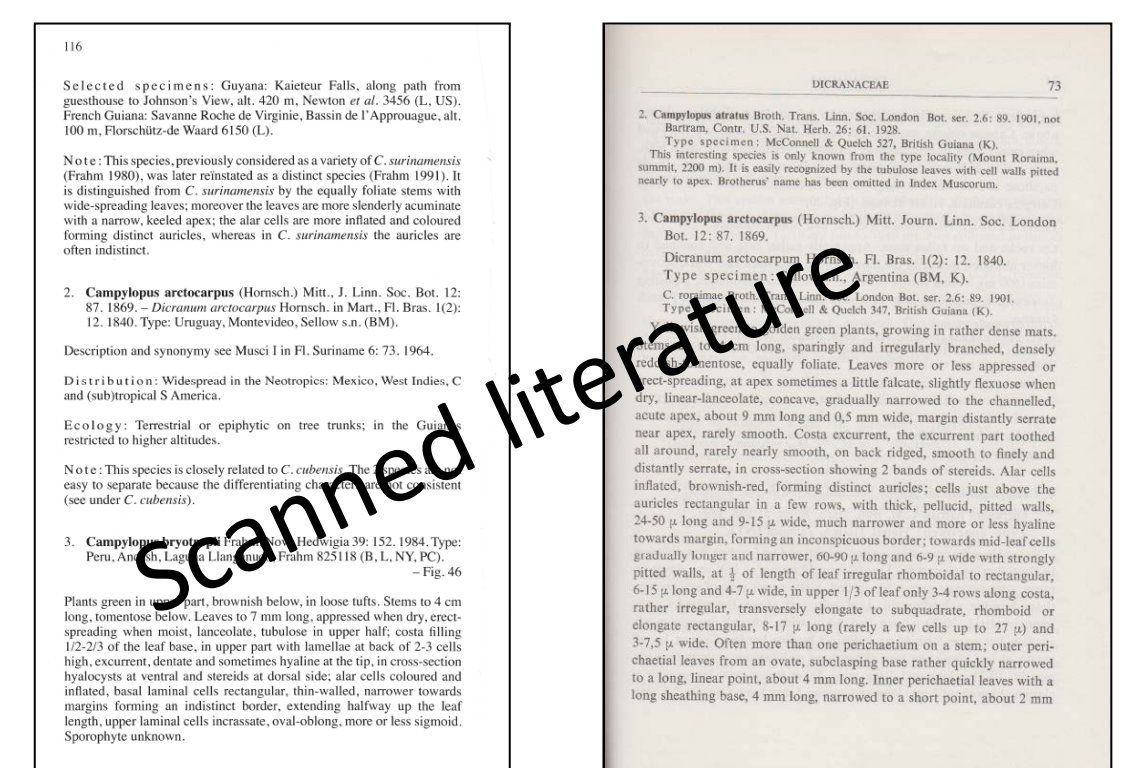 116
Selected specimens: Guyana: Kaieteur Falls, along path from
guesthouse to Johnson's View, alt. 420 m, Newton et al. 3456 (L, US).
French Guiana: Savanne Roche de Virginie, Bassin de l'Approuague, alt.
100 m, Florschütz-de Waard 6150 (L).
Note: This species, previously considered as a variety of C. surinamensis
(Frahm 1980), was later reïnstated as a distinct species (Frahm 1991). It
is distinguished from C. surinamensis by the equally foliate stems with
wide-spreading leaves; moreover the leaves are more slenderly acuminate
with a narrow, keeled apex; the alar cells are more inflated and coloured
forming distinct auricles, whereas in C. surinamensis the auricles are
often indistinct.
2. Campylopus arctocarpus (Hornsch.) Mitt., J. Linn. Soc. Bot. 12:
87. 1869. – Dicranum arctocarpus Hornsch. in Mart., Fl. Bras. 1(2):
12. 1840. Type: Uruguay, Montevideo, Sellow s.n. (BM).
Description and synonymy see Musci I in Fl. Suriname 6: 73. 1964.
Distribution: Widespread in the Neotropics: Mexico, West Indies, C
and (sub)tropical S America.
Ecology: Terrestrial or epiphytic on tree trunks; in the
restricted to higher altitudes.
Note: This species is closely related to C. cubensis. The
easy to separate because the differentiating are not consistent
(see under C. cubensis).
3. Campylopus Frahm, Hedwigia 39: 152. 1984. Type:
Peru, Frahm 825118 (B, L, NY, PC).
– Fig. 46
Plants green in part, brownish below, in loose tufts. Stems to 4 cm
long, tomentose below. Leaves to 7 mm long, appressed when dry, erect-
spreading when moist, lanceolate, tubulose in upper half; costa filling
1/2-2/3 of the leaf base, in upper part with lamellae at back of 2-3 cells
high, excurrent, dentate and sometimes hyaline at the tip, in cross-section
hyalocysts at ventral and stereids at dorsal side; alar cells coloured and
inflated, basal laminal cells rectangular, thin-walled, narrower towards
margins forming an indistinct border, extending halfway up the leaf
length, upper laminal cells incrassate, oval-oblong, more or less sigmoid.
Sporophyte unknown.
DICRANACEAE 73
2. Campylopus atratus Broth. Trans. Linn. Soc. London Bot. ser. 2.6: 89. 1901, not
Bartram, Contr. U.S. Nat. Herb. 26: 61. 1928.
Type specimen: McConnell & Quelch 527, British Guiana (K).
This interesting species is only known from the type locality (Mount Roraima,
summit, 2200 m). It is easily recognized by the tubulose leaves with cell walls pitted
nearly to apex. Brotherus' name has been omitted in Index Muscorum.
3. Campylopus arctocarpus (Hornsch.) Mitt. Journ. Linn. Soc. London
Bot. 12: 87. 1869.
Dicranum arctocarpum Fl. Bras. 1(2): 12. 1840.
Type specimen: Argentina (BM, K).
C. roraimae Broth. Linn. London Bot. ser. 2.6: 89. 1901.
& Quelch 347, British Guiana (K).
green plants, growing in rather dense mats.
long, sparingly and irregularly branched, densely
equally foliate. Leaves more or less appressed or
erect-spreading, at apex sometimes a little falcate, slightly flexuose when
dry, linear-lanceolate, concave, gradually narrowed to the channelled,
acute apex, about 9 mm long and 0,5 mm wide, margin distantly serrate
near apex, rarely smooth. Costa excurrent, the excurrent part toothed
all around, rarely nearly smooth, on back ridged, smooth to finely and
distantly serrate, in cross-section showing 2 bands of stereids. Alar cells
inflated, brownish-red, forming distinct auricles; cells just above the
auricles rectangular in a few rows, with thick, pellucid, pitted walls,
24-50 μ long and 9-15 μ wide, much narrower and more or less hyaline
towards margin, forming an inconspicuous border; towards mid-leaf cells
gradually longer and narrower, 60-90 μ long and 6-9 μ wide with strongly
pitted walls, at ½ of length of leaf irregular rhomboidal to rectangular,
6-15 μ long and 4-7 μ wide, in upper 1/3 of leaf only 3-4 rows along costa,
rather irregular, transversely elongate to subquadrate, rhomboid or
elongate rectangular, 8-17 μ long (rarely a few cells up to 27 μ) and
3-7,5 μ wide. Often more than one perichaetium on a stem; outer peri-
chaetial leaves from an ovate, subclasping base rather quickly narrowed
to a long, linear point, about 4 mm long. Inner perichaetial leaves with a
long sheathing base, 4 mm long, narrowed to a short point, about 2 mm
Scanned literature